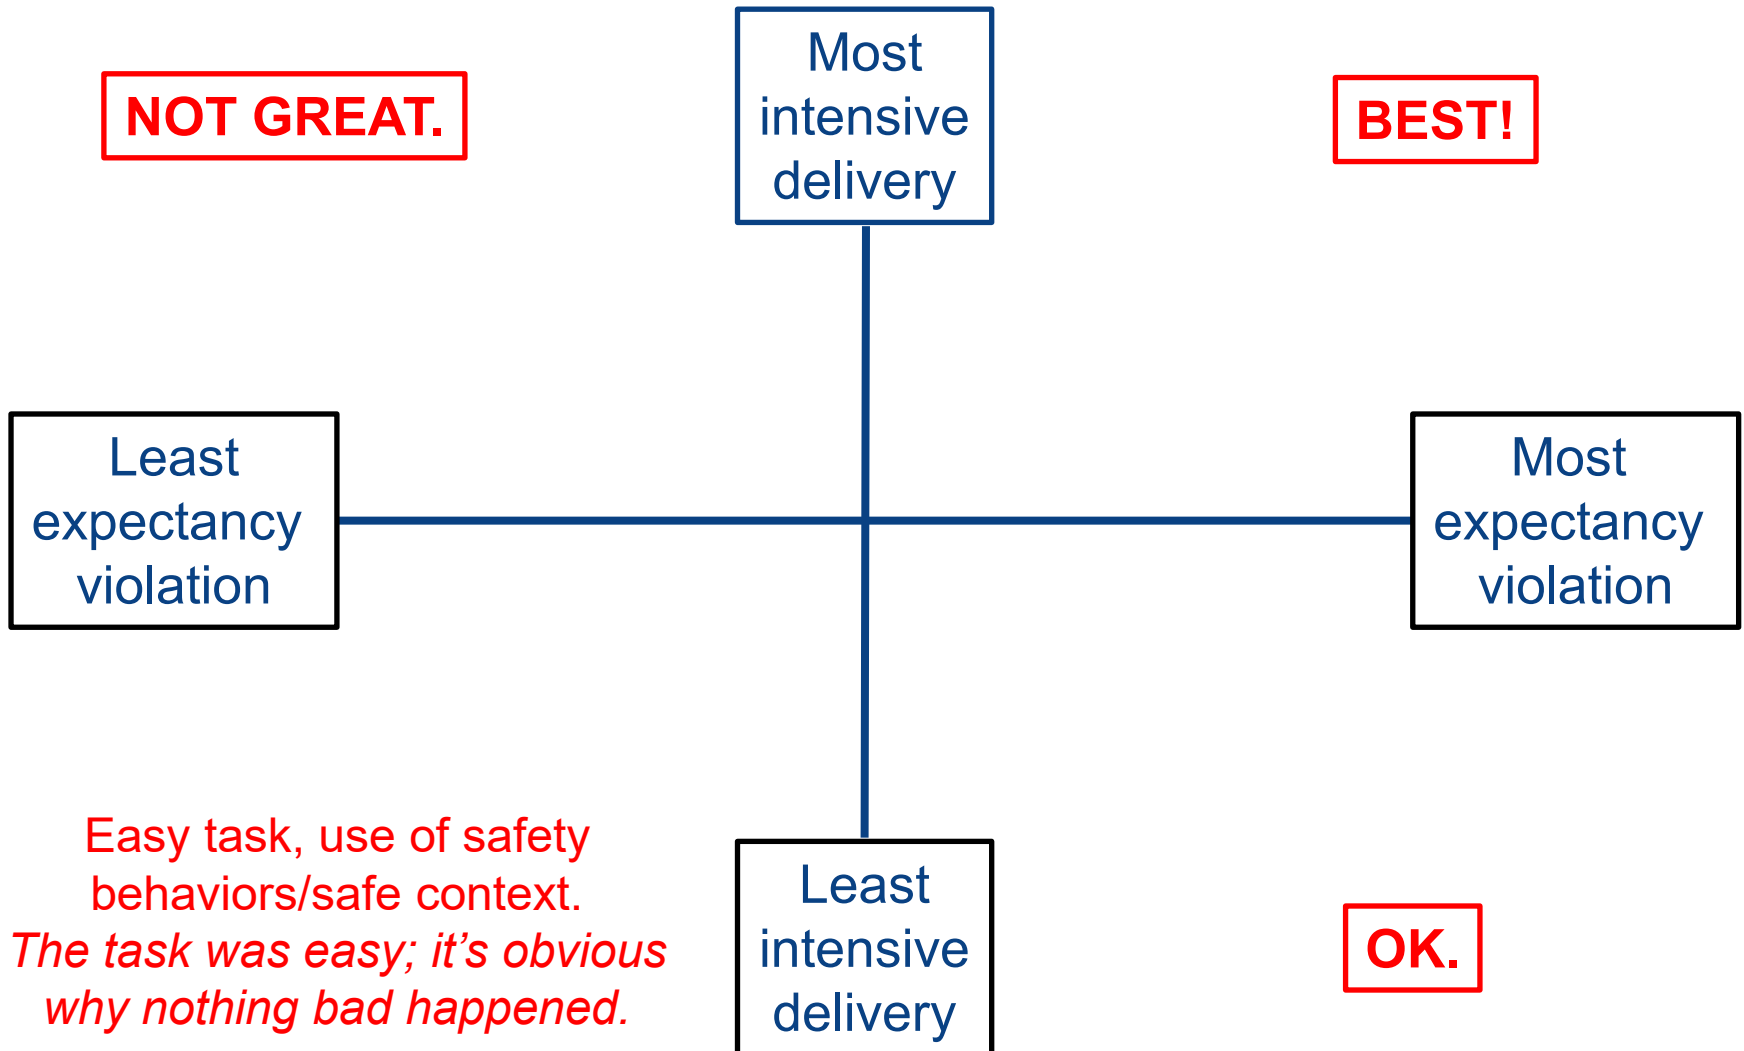 NOT GREAT.
Most
intensive
delivery
BEST!
Least
expectancy
violation
Most
expectancy
violation
Easy task, use of safety
behaviors/safe context.
The task was easy; it’s obvious
why nothing bad happened.
Least
intensive
delivery
OK.